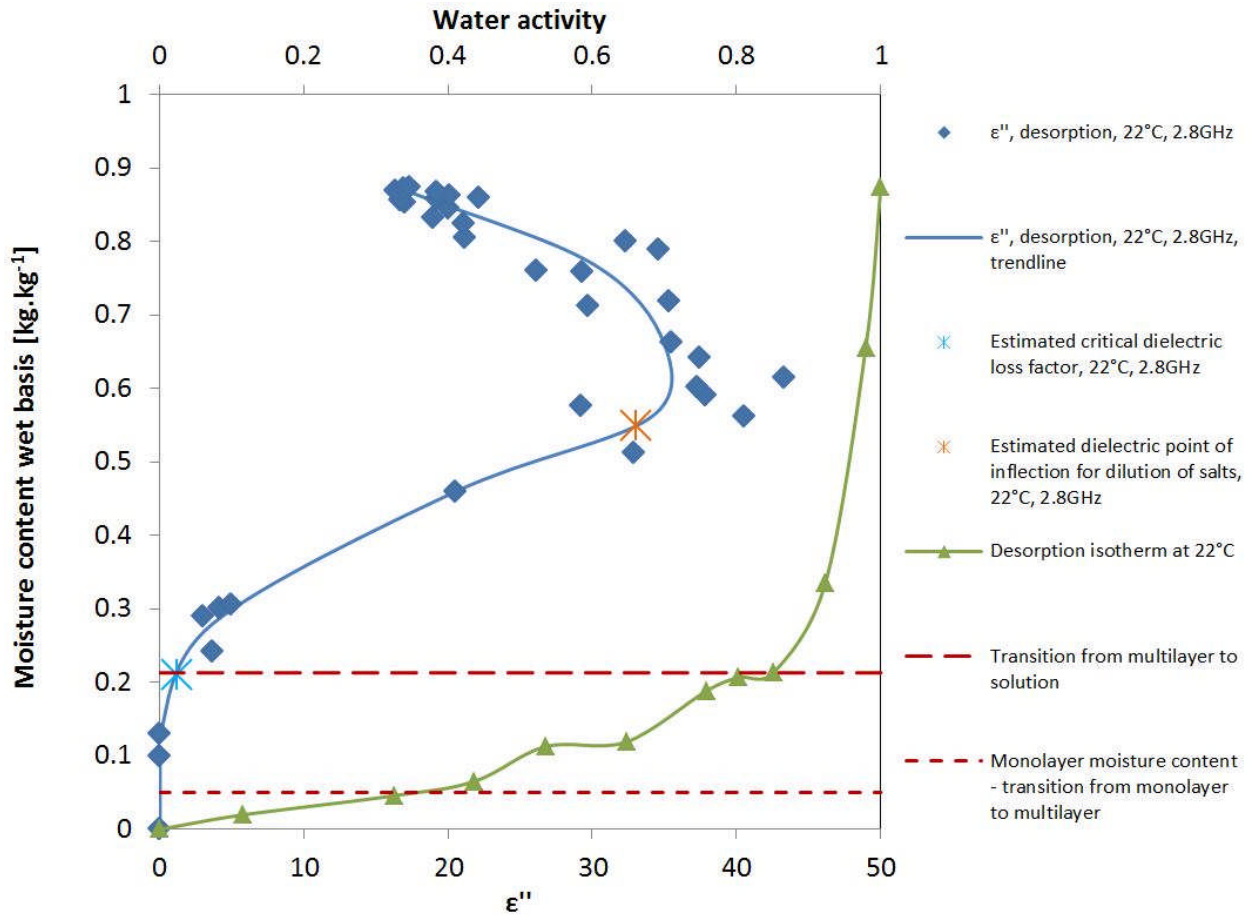 Water activity
0 0.2 0.4 0.6 0.8 1
Moisture content wet basis [kg.kg⁻¹]
1
0.9
0.8
0.7
0.6
0.5
0.4
0.3
0.2
0.1
0
0 10 20 30 40 50
ε''
ε'', desorption, 22°C, 2.8GHz
ε'', desorption, 22°C, 2.8GHz,
trendline
Estimated critical dielectric
loss factor, 22°C, 2.8GHz
Estimated dielectric point of
inflection for dilution of salts,
22°C, 2.8GHz
Desorption isotherm at 22°C
Transition from multilayer to
solution
Monolayer moisture content
- transition from monolayer
to multilayer